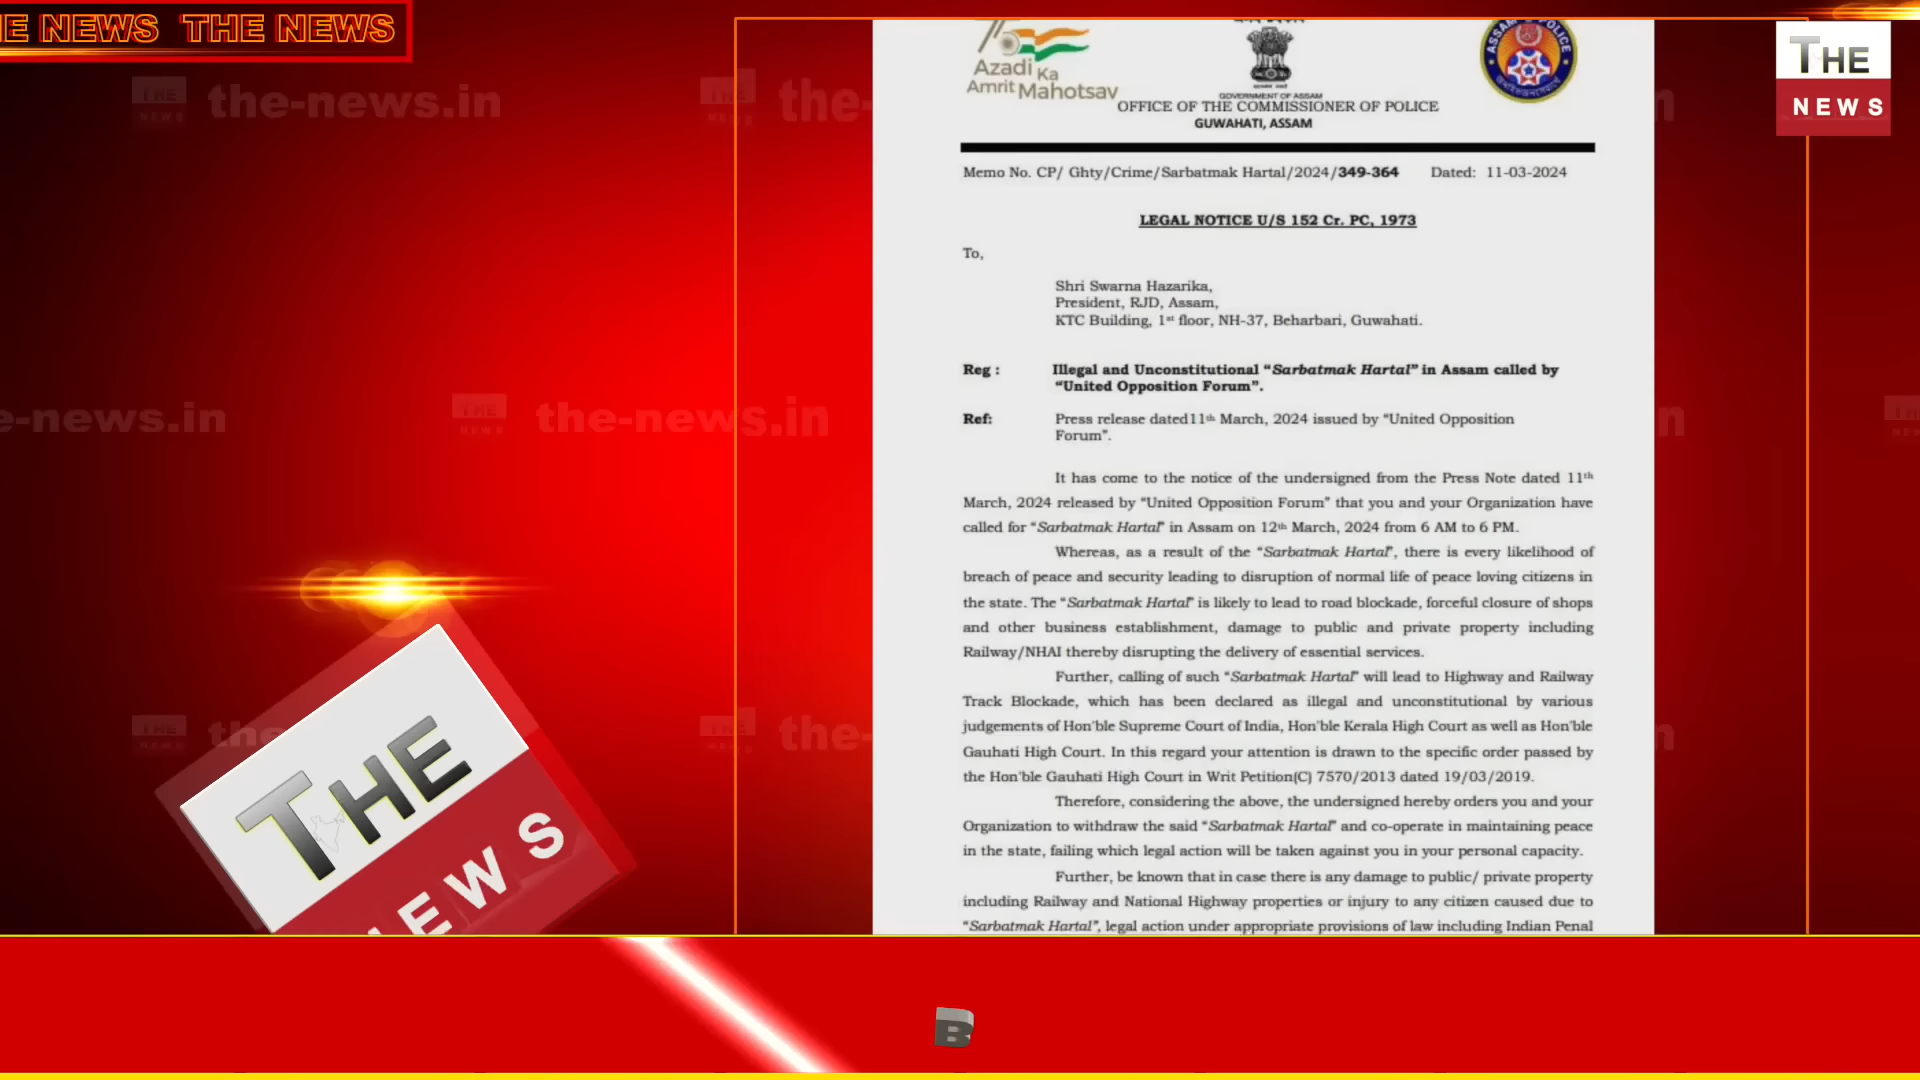 E NEWS THE NEWS
THE
NEWS
the-news.in
Azadi Ka
Amrit Mahotsav
GOVERNMENT OF ASSAM
ASSAM POLICE
OFFICE OF THE COMMISSIONER OF POLICE
GUWAHATI, ASSAM
Memo No. CP/ Ghty/Crime/Sarbatmak Hartal/2024/349-364 Dated: 11-03-2024
LEGAL NOTICE U/S 152 Cr. PC, 1973
To,
Shri Swarna Hazarika,
President, RJD, Assam,
KTC Building, 1st floor, NH-37, Beharbari, Guwahati.
Reg : Illegal and Unconstitutional “Sarbatmak Hartal” in Assam called by
“United Opposition Forum”.
Ref: Press release dated11th March, 2024 issued by “United Opposition
Forum”.
It has come to the notice of the undersigned from the Press Note dated 11th
March, 2024 released by “United Opposition Forum” that you and your Organization have
called for “Sarbatmak Hartal” in Assam on 12th March, 2024 from 6 AM to 6 PM.
Whereas, as a result of the “Sarbatmak Hartal”, there is every likelihood of
breach of peace and security leading to disruption of normal life of peace loving citizens in
the state. The “Sarbatmak Hartal” is likely to lead to road blockade, forceful closure of shops
and other business establishment, damage to public and private property including
Railway/NHAI thereby disrupting the delivery of essential services.
Further, calling of such “Sarbatmak Hartal” will lead to Highway and Railway
Track Blockade, which has been declared as illegal and unconstitutional by various
judgements of Hon'ble Supreme Court of India, Hon'ble Kerala High Court as well as Hon'ble
Gauhati High Court. In this regard your attention is drawn to the specific order passed by
the Hon'ble Gauhati High Court in Writ Petition(C) 7570/2013 dated 19/03/2019.
Therefore, considering the above, the undersigned hereby orders you and your
Organization to withdraw the said “Sarbatmak Hartal” and co-operate in maintaining peace
in the state, failing which legal action will be taken against you in your personal capacity.
Further, be known that in case there is any damage to public/ private property
including Railway and National Highway properties or injury to any citizen caused due to
“Sarbatmak Hartal”, legal action under appropriate provisions of law including Indian Penal
THE
NEWS
B